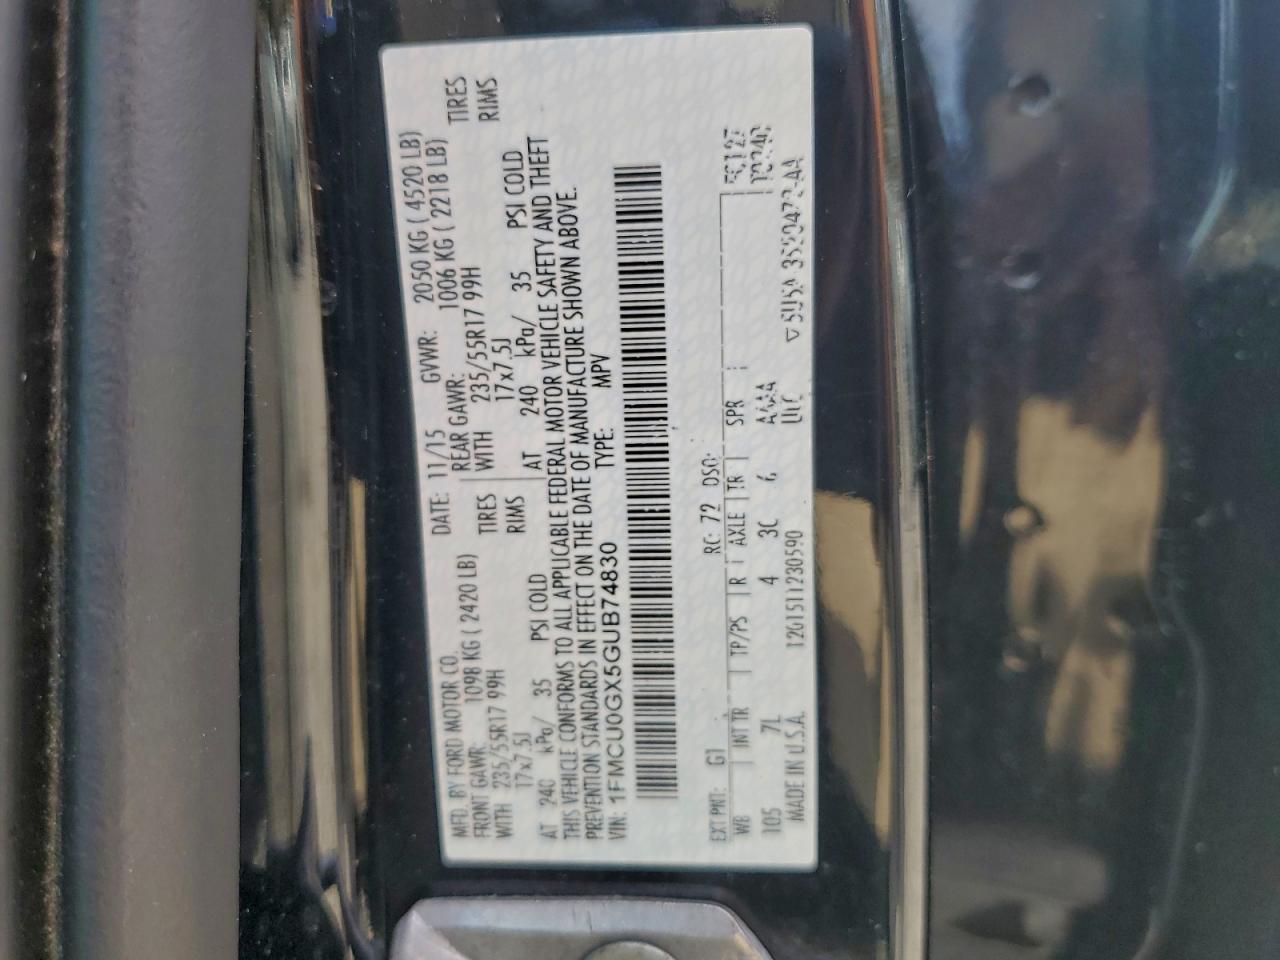 MFD. BY FORD MOTOR CO. DATE: 11/15 GVWR: 2050 KG ( 4520 LB)
FRONT GAWR: 1098 KG ( 2420 LB) REAR GAWR: 1006 KG ( 2218 LB)
WITH 235/55R17 99H TIRES WITH 235/55R17 99H TIRES
17x7.5J RIMS 17x7.5J RIMS
AT 240 kPa/ 35 PSI COLD AT 240 kPa/ 35 PSI COLD
THIS VEHICLE CONFORMS TO ALL APPLICABLE FEDERAL MOTOR VEHICLE SAFETY AND THEFT
PREVENTION STANDARDS IN EFFECT ON THE DATE OF MANUFACTURE SHOWN ABOVE.
VIN: 1FMCU0GX5GUB74830 TYPE: MPV
EXT PNT: G1 RC: 72 DSO:
WB INT TR TP/PS R AXLE TR SPR
105 7L 4 3C 6
MADE IN U.S.A. 1201511230590